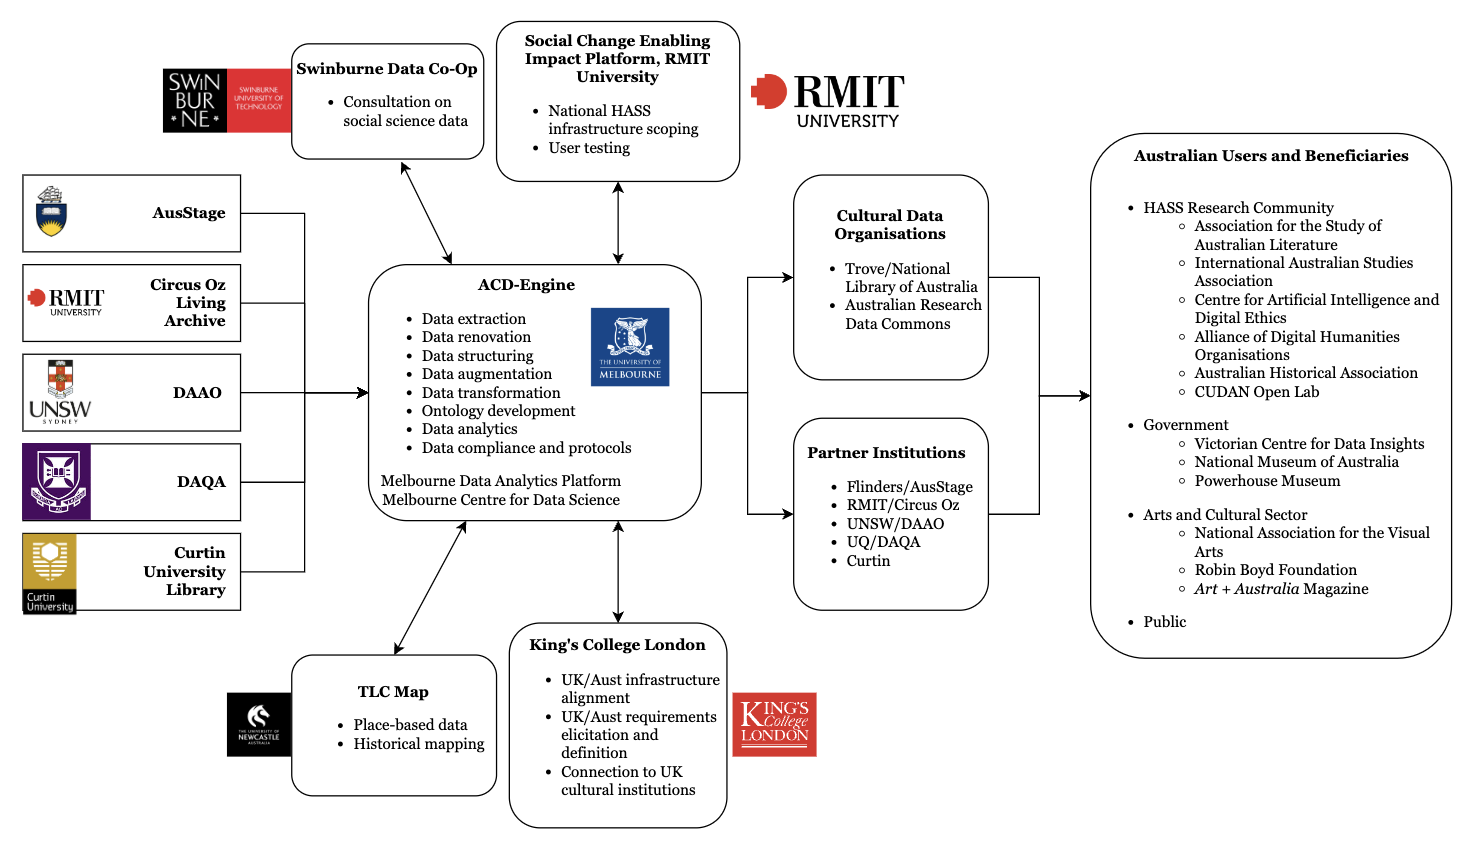 SWiN
BUR
* NE *
SWINBURNE
UNIVERSITY OF
TECHNOLOGY
Swinburne Data Co-Op
Consultation on
social science data
Social Change Enabling
Impact Platform, RMIT
University
National HASS
infrastructure scoping
User testing
RMIT
UNIVERSITY
AusStage
RMIT
UNIVERSITY
Circus Oz
Living
Archive
UNSW
SYDNEY
DAAO
DAQA
Curtin University
Curtin
University
Library
ACD-Engine
Data extraction
Data renovation
Data structuring
Data augmentation
Data transformation
Ontology development
Data analytics
Data compliance and protocols
THE UNIVERSITY OF
MELBOURNE
Melbourne Data Analytics Platform
Melbourne Centre for Data Science
THE UNIVERSITY OF
NEWCASTLE
AUSTRALIA
TLC Map
Place-based data
Historical mapping
King's College London
UK/Aust infrastructure
alignment
UK/Aust requirements
elicitation and
definition
Connection to UK
cultural institutions
KING'S
College
LONDON
Cultural Data
Organisations
Trove/National
Library of Australia
Australian Research
Data Commons
Partner Institutions
Flinders/AusStage
RMIT/Circus Oz
UNSW/DAAO
UQ/DAQA
Curtin
Australian Users and Beneficiaries
HASS Research Community
Association for the Study of
Australian Literature
International Australian Studies
Association
Centre for Artificial Intelligence and
Digital Ethics
Alliance of Digital Humanities
Organisations
Australian Historical Association
CUDAN Open Lab
Government
Victorian Centre for Data Insights
National Museum of Australia
Powerhouse Museum
Arts and Cultural Sector
National Association for the Visual
Arts
Robin Boyd Foundation
Art + Australia Magazine
Public